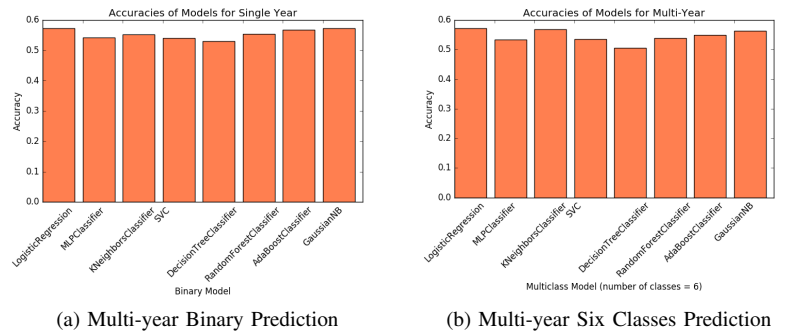 Accuracies of Models for Single Year
0.6
0.5
0.4
0.3
0.2
0.1
0.0
Accuracy
LogisticRegression
MLPClassifier
KNeighborsClassifier
SVC
DecisionTreeClassifier
RandomForestClassifier
AdaBoostClassifier
GaussianNB
Binary Model
(a) Multi-year Binary Prediction
Accuracies of Models for Multi-Year
0.6
0.5
0.4
0.3
0.2
0.1
0.0
Accuracy
LogisticRegression
MLPClassifier
KNeighborsClassifier
SVC
DecisionTreeClassifier
RandomForestClassifier
AdaBoostClassifier
GaussianNB
Multiclass Model (number of classes = 6)
(b) Multi-year Six Classes Prediction